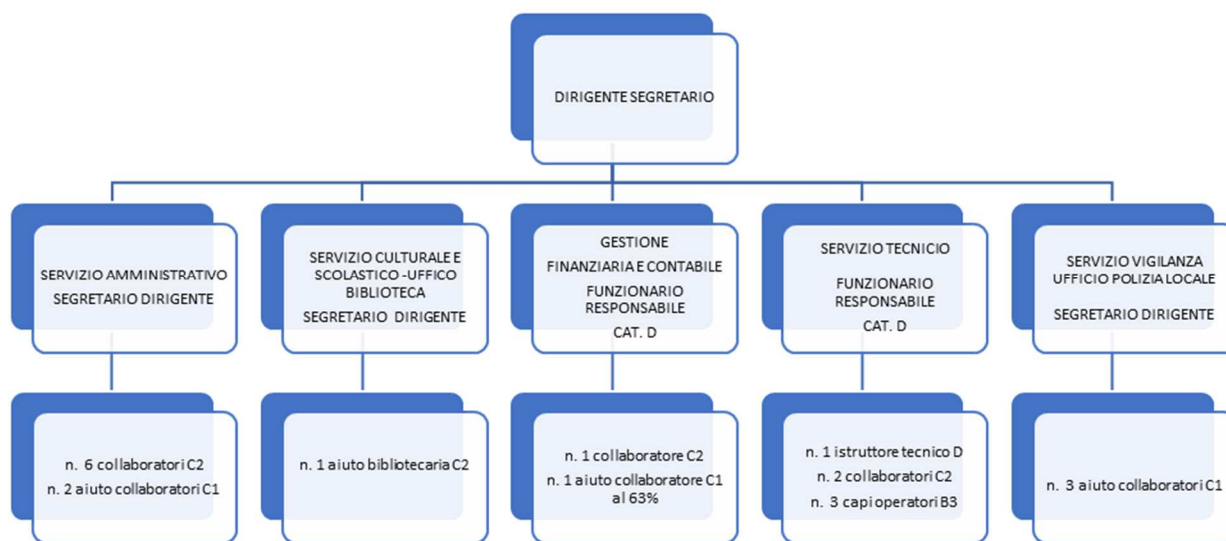 DIRIGENTE SEGRETARIO
SERVIZIO AMMINISTRATIVO
SEGRETARIO DIRIGENTE
SERVIZIO CULTURALE E
SCOLASTICO -UFFICO
BIBLIOTECA
SEGRETARIO DIRIGENTE
GESTIONE
FINANZIARIA E CONTABILE
FUNZIONARIO
RESPONSABILE
CAT. D
SERVIZIO TECNICIO
FUNZIONARIO
RESPONSABILE
CAT. D
SERVIZIO VIGILANZA
UFFICIO POLIZIA LOCALE
SEGRETARIO DIRIGENTE
n. 6 collaboratori C2
n. 2 aiuto collaboratori C1
n. 1 aiuto bibliotecaria C2
n. 1 collaboratore C2
n. 1 aiuto collaboratore C1
al 63%
n. 1 istruttore tecnico D
n. 2 collaboratori C2
n. 3 capi operatori B3
n. 3 aiuto collaboratori C1